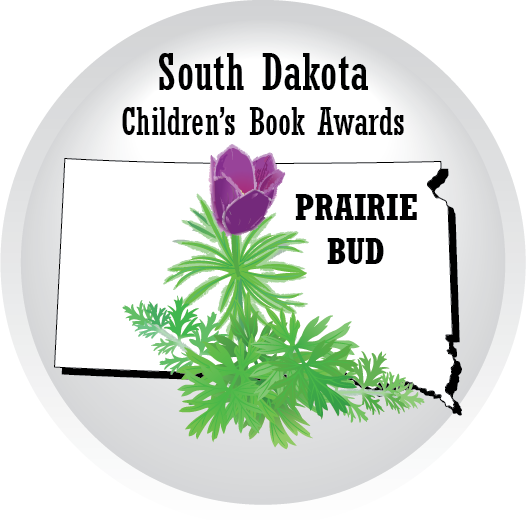 South Dakota
Children's Book Awards
PRAIRIE
BUD